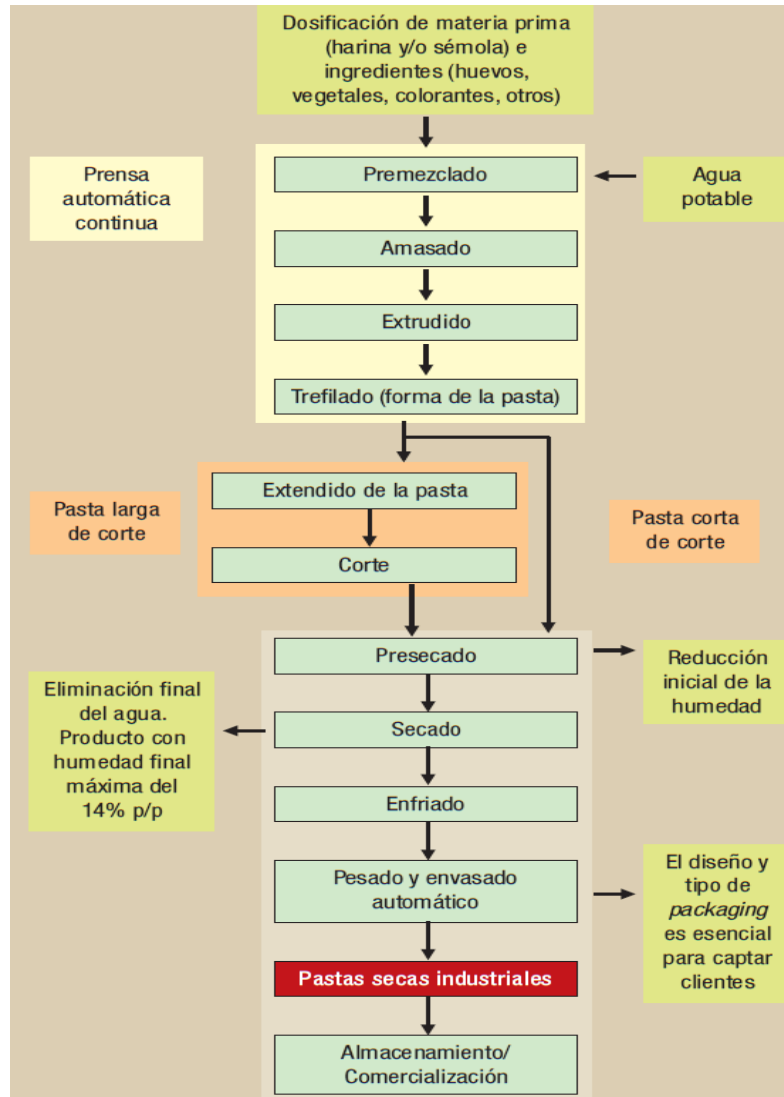 Dosificación de materia prima
(harina y/o sémola) e
ingredientes (huevos,
vegetales, colorantes, otros)
Prensa
automática
continua
Premezclado
Agua
potable
Amasado
Extrudido
Trefilado (forma de la pasta)
Pasta larga
de corte
Extendido de la pasta
Corte
Pasta corta
de corte
Presecado
Reducción
inicial de la
humedad
Eliminación final
del agua.
Producto con
humedad final
máxima del
14% p/p
Secado
Enfriado
Pesado y envasado
automático
El diseño y
tipo de
packaging
es esencial
para captar
clientes
Pastas secas industriales
Almacenamiento/
Comercialización